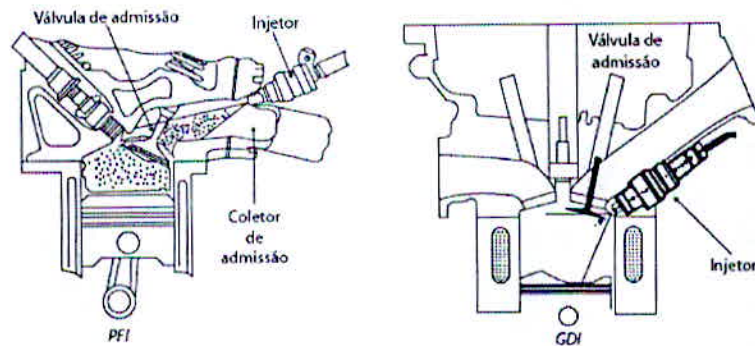 Válvula de admissão
Injetor
Coletor
de
admissão
PFI
Válvula de
admissão
Injetor
GDI